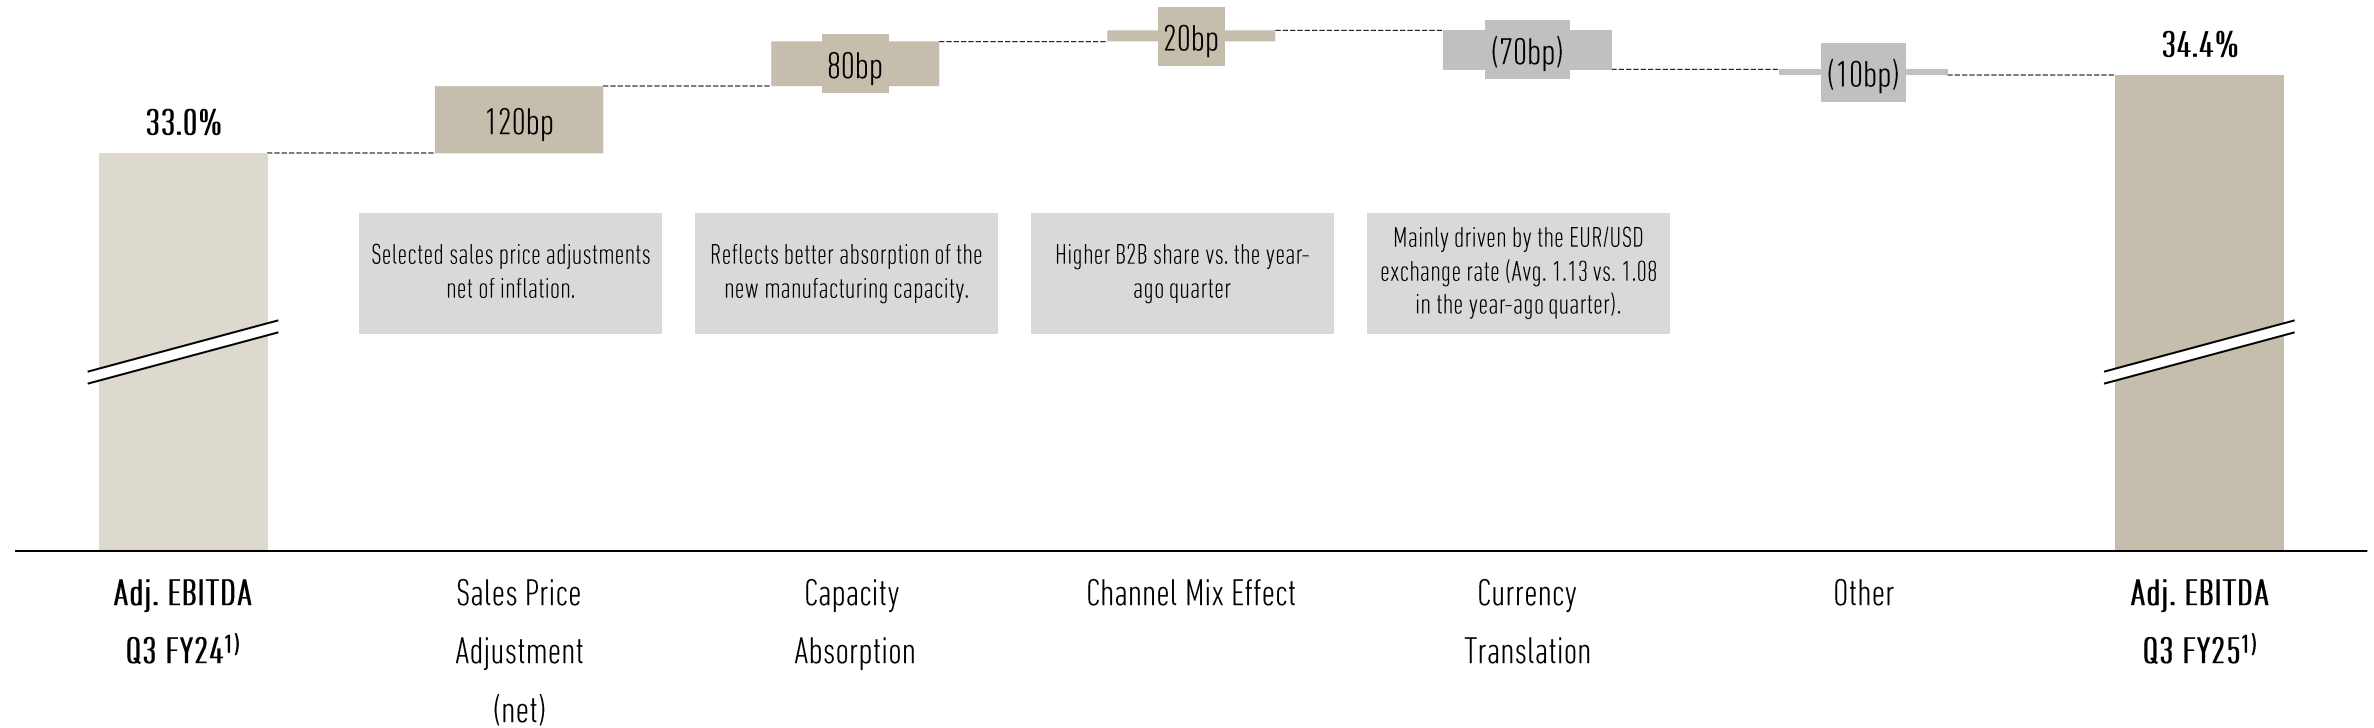 33.0%
120bp
80bp
20bp
(70bp)
(10bp)
34.4%
Selected sales price adjustments
net of inflation.
Reflects better absorption of the
new manufacturing capacity.
Higher B2B share vs. the year-
ago quarter
Mainly driven by the EUR/USD
exchange rate (Avg. 1.13 vs. 1.08
in the year-ago quarter).
Adj. EBITDA
Q3 FY24¹⁾
Sales Price
Adjustment
(net)
Capacity
Absorption
Channel Mix Effect
Currency
Translation
Other
Adj. EBITDA
Q3 FY25¹⁾